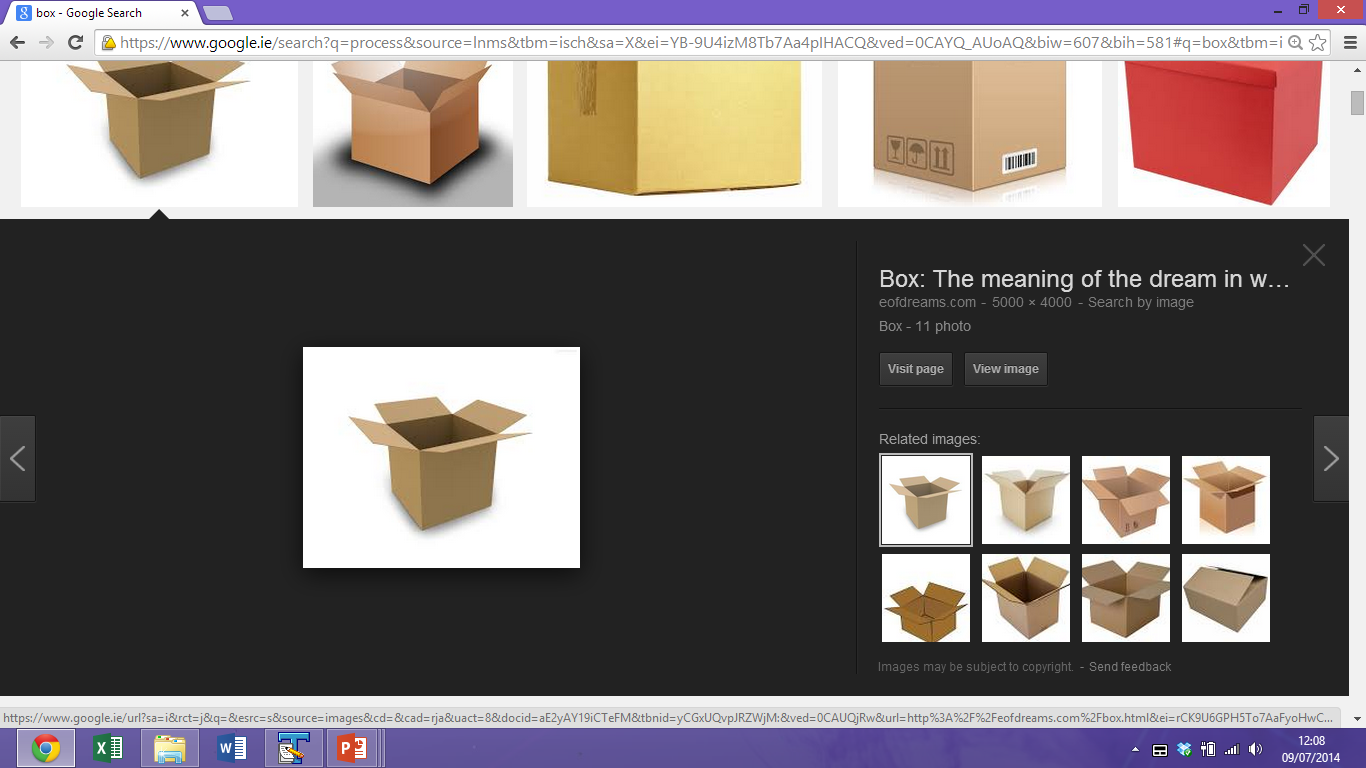 box - Google Search
https://www.google.ie/search?q=process&source=lnms&tbm=isch&sa=X&ei=YB-9U4izM8Tb7Aa4pIHACQ&ved=0CAYQ_AUoAQ&biw=607&bih=581#q=box&tbm=i
Box: The meaning of the dream in w...
eofdreams.com - 5000 × 4000 - Search by image
Box - 11 photo
Visit page View image
Related images:
Images may be subject to copyright. - Send feedback
https://www.google.ie/url?sa=i&rct=j&q=&esrc=s&source=images&cd=&cad=rja&uact=8&docid=aE2yAY19iCTeFM&tbnid=yCGxUQvpJRZWjM:&ved=0CAUQjRw&url=http%3A%2F%2Feofdreams.com%2Fbox.html&ei=rCK9U6GPH5To7AaFyoHwC...
12:08
09/07/2014